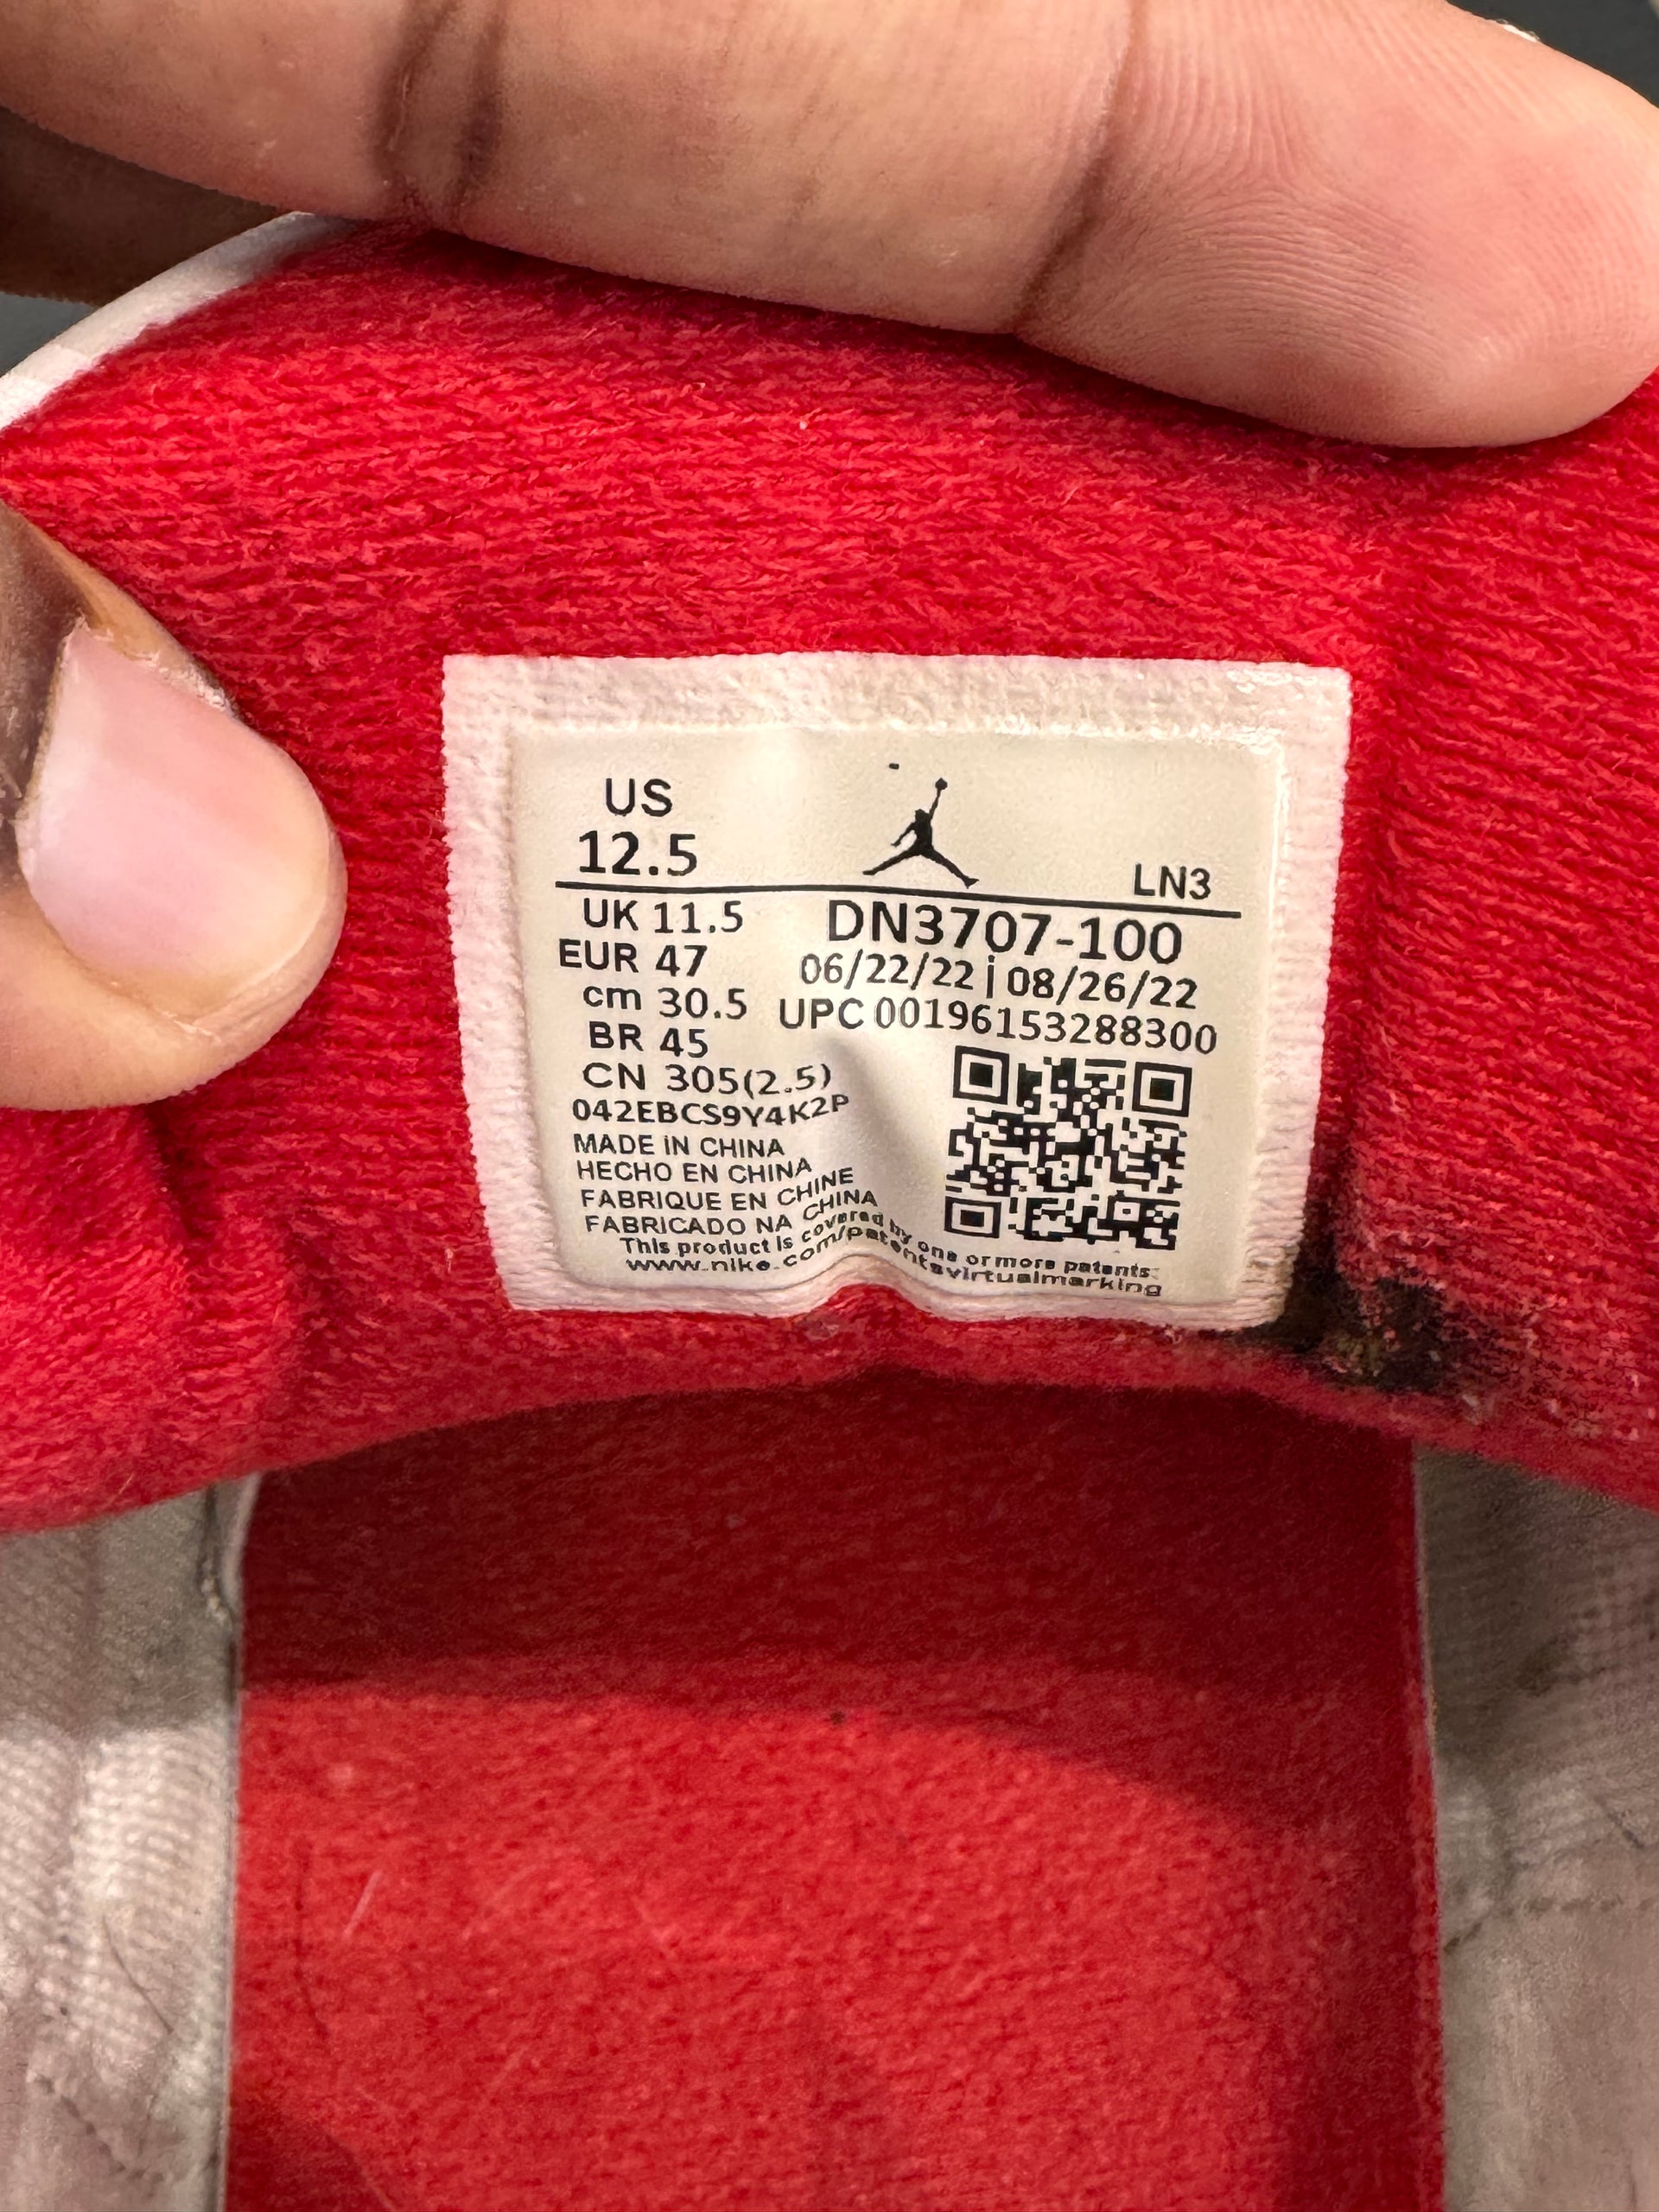 US
12.5
LN3
UK 11.5
EUR 47
cm 30.5
BR 45
CN 305(2.5)
042EBCS9Y4K2P
DN3707-100
06/22/22 | 08/26/22
UPC 00196153288300
MADE IN CHINA
HECHO EN CHINA
FABRIQUE EN CHINE
FABRICADO NA CHINA
This product is covered by one or more patents:
www.nike.com/patentsvirtualmarking